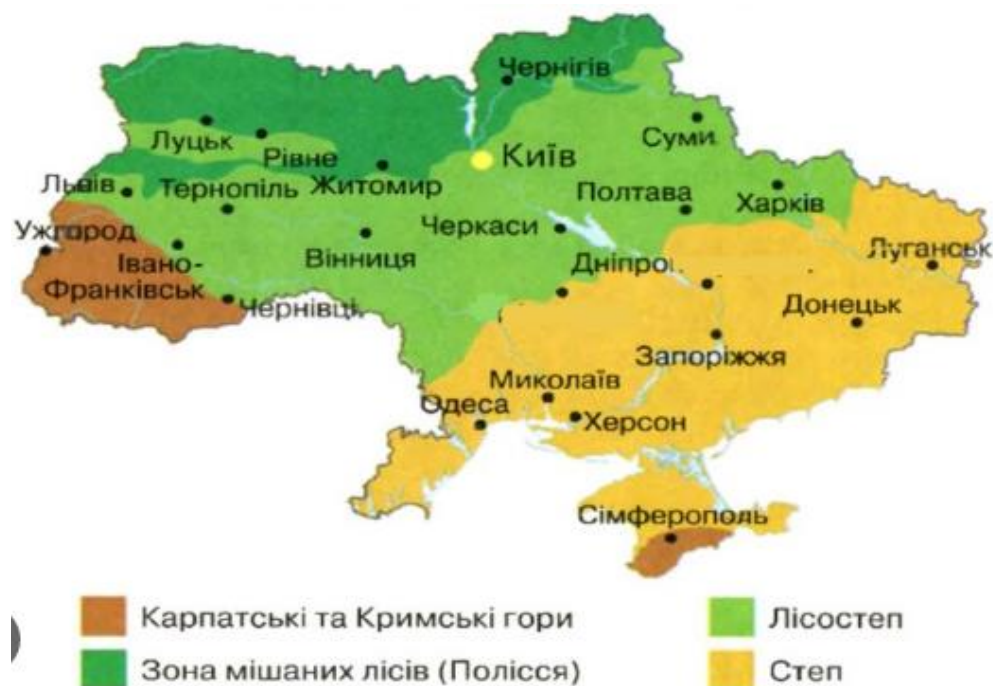 Чернігів
Суми
Луцьк
Рівне
Київ
Львів
Тернопіль
Житомир
Полтава
Харків
Ужгород
Черкаси
Івано-
Франківськ
Вінниця
Дніпро
Луганськ
Чернівці
Донецьк
Запоріжжя
Миколаїв
Одеса
Херсон
Сімферополь
Карпатські та Кримські гори
Лісостеп
Зона мішаних лісів (Полісся)
Степ